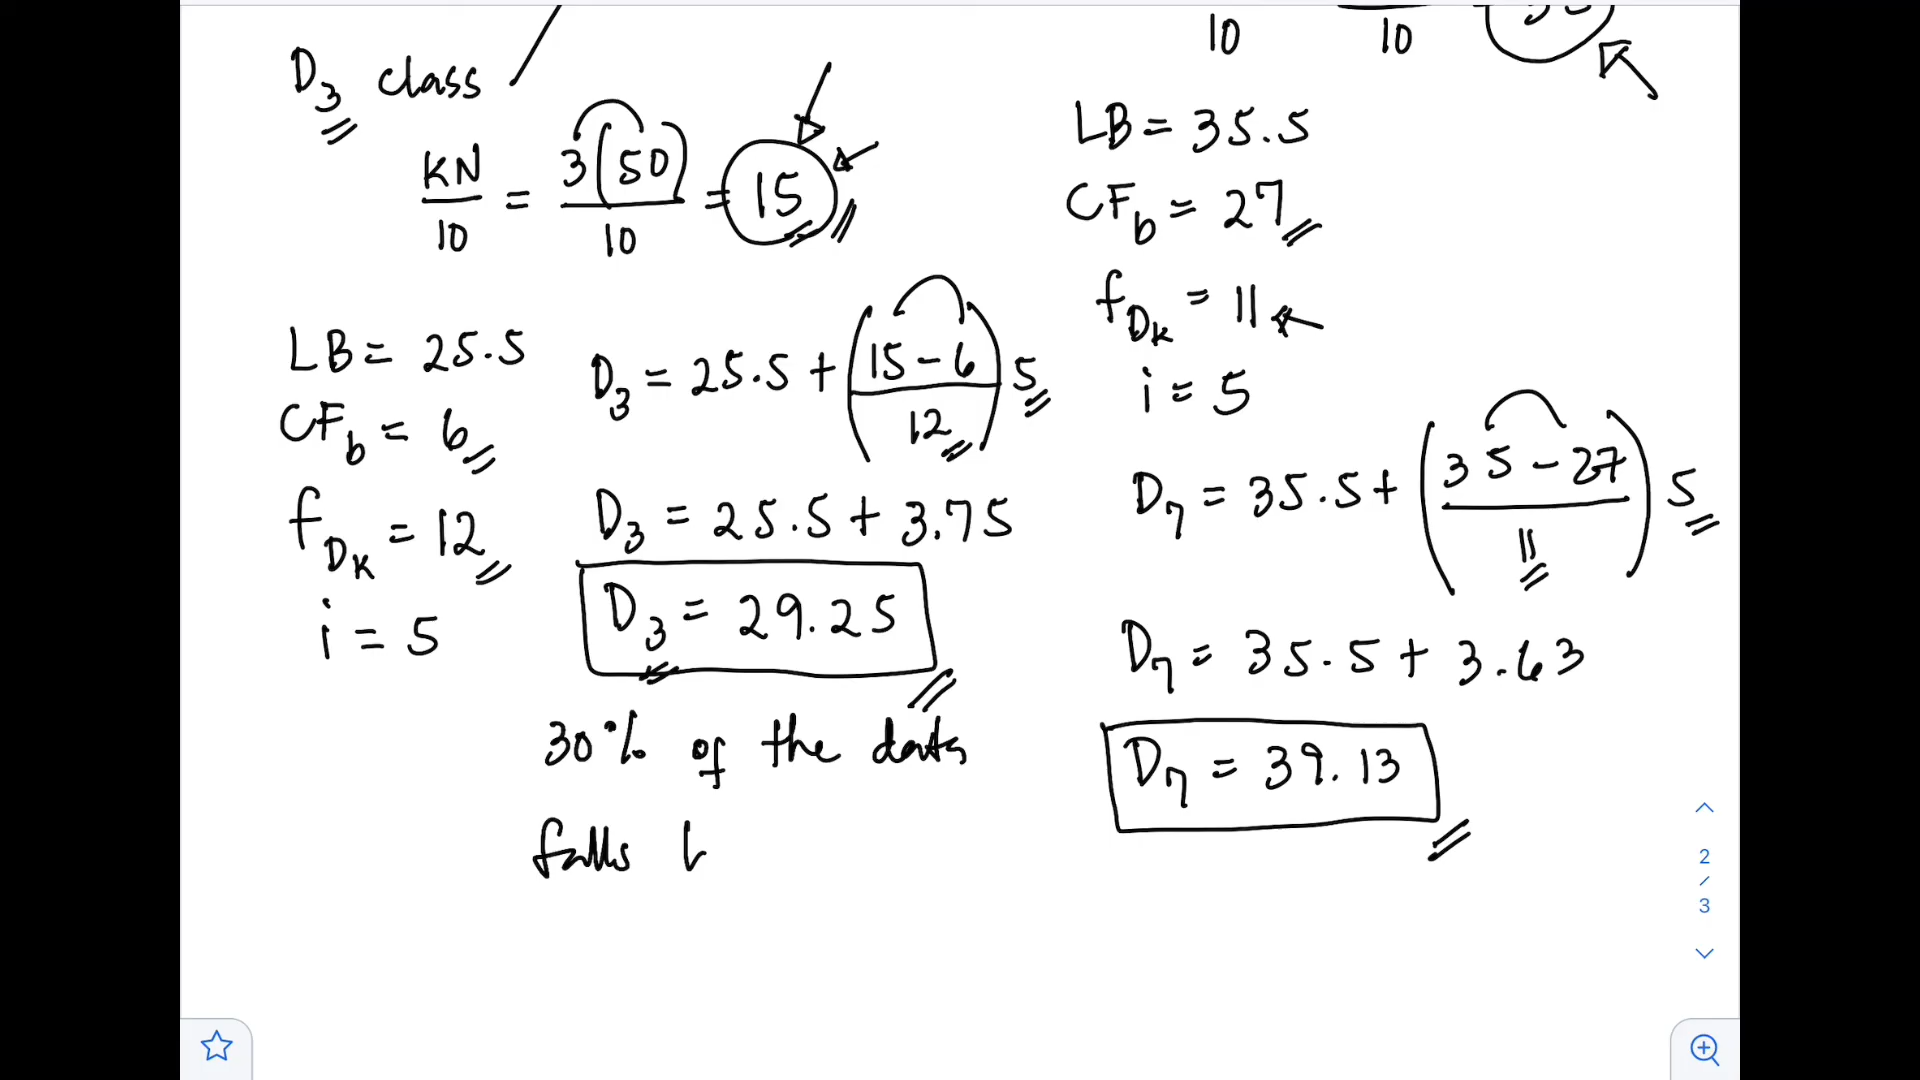 D₃ class
KN/10 = 3(50)/10 = 15
LB = 25.5
CF_b = 6
f_Dk = 12
i = 5
D₃ = 25.5 + ((15 - 6)/12) 5
D₃ = 25.5 + 3.75
D₃ = 29.25
30% of the data
falls b
10
10
LB = 35.5
CF_b = 27
f_Dk = 11
i = 5
D₇ = 35.5 + ((35 - 27)/11) 5
D₇ = 35.5 + 3.63
D₇ = 39.13
2
/
3